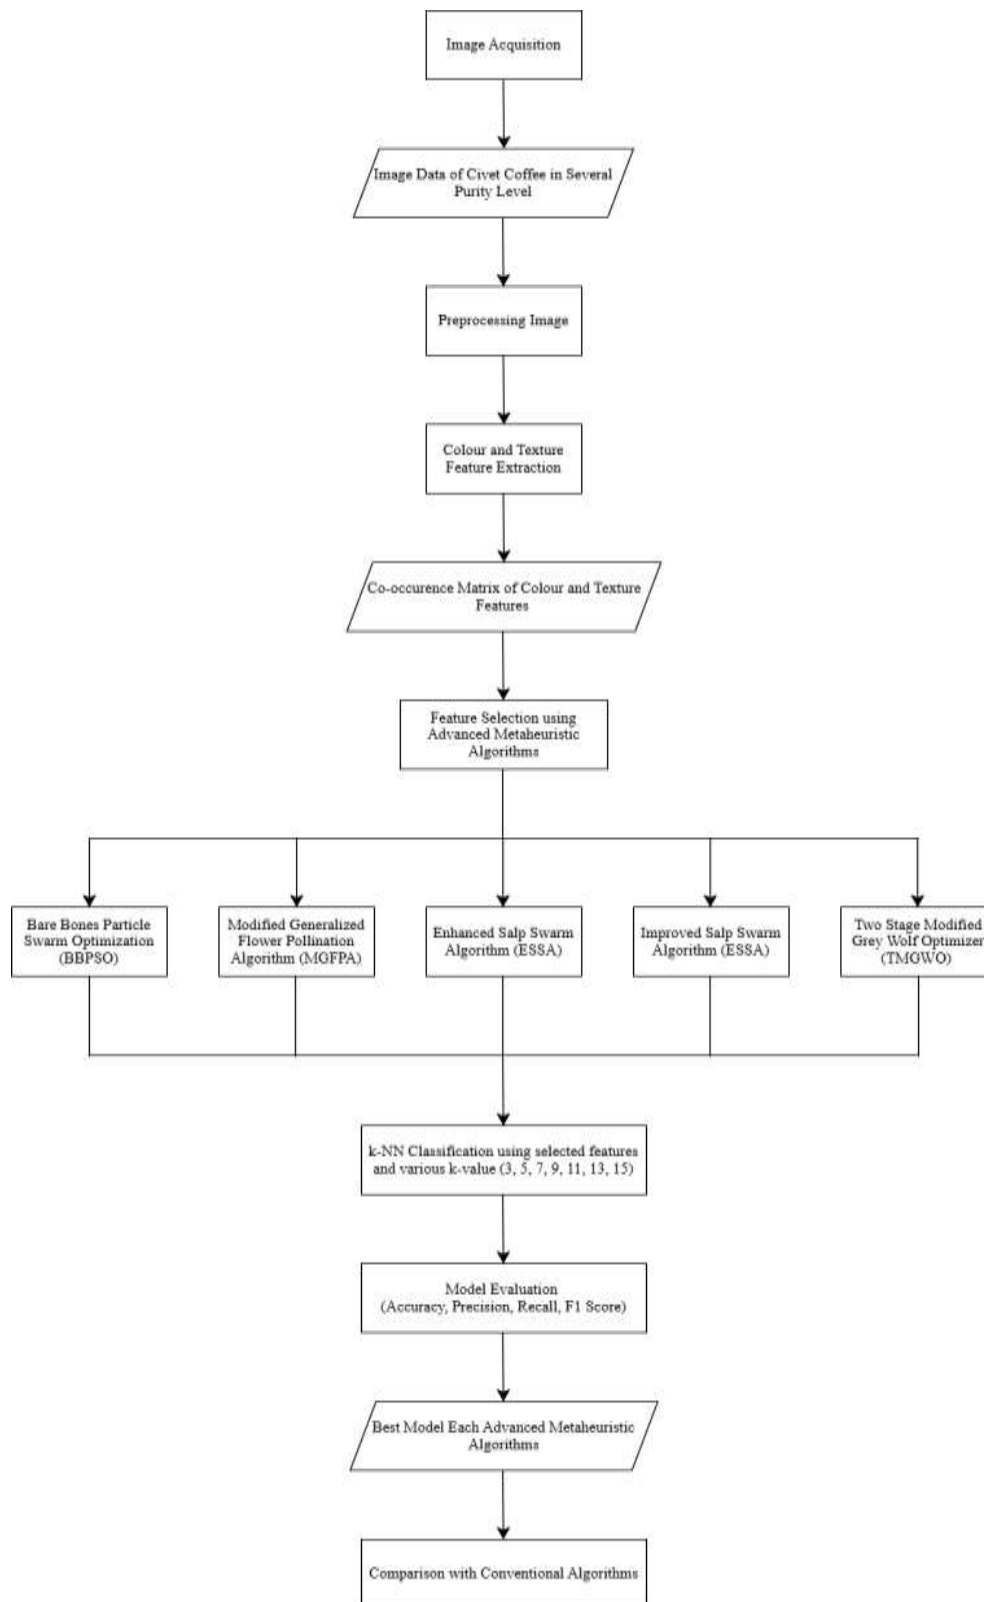 Image Acquisition
Image Data of Civet Coffee in Several
Purity Level
Preprocessing Image
Colour and Texture
Feature Extraction
Co-occurence Matrix of Colour and Texture
Features
Feature Selection using
Advanced Metaheuristic
Algorithms
Bare Bones Particle
Swarm Optimization
(BBPSO)
Modified Generalized
Flower Pollination
Algorithm (MGFPA)
Enhanced Salp Swarm
Algorithm (ESSA)
Improved Salp Swarm
Algorithm (ESSA)
Two Stage Modified
Grey Wolf Optimizer
(TMGWO)
k-NN Classification using selected features
and various k-value (3, 5, 7, 9, 11, 13, 15)
Model Evaluation
(Accuracy, Precision, Recall, F1 Score)
Best Model Each Advanced Metaheuristic
Algorithms
Comparison with Conventional Algorithms